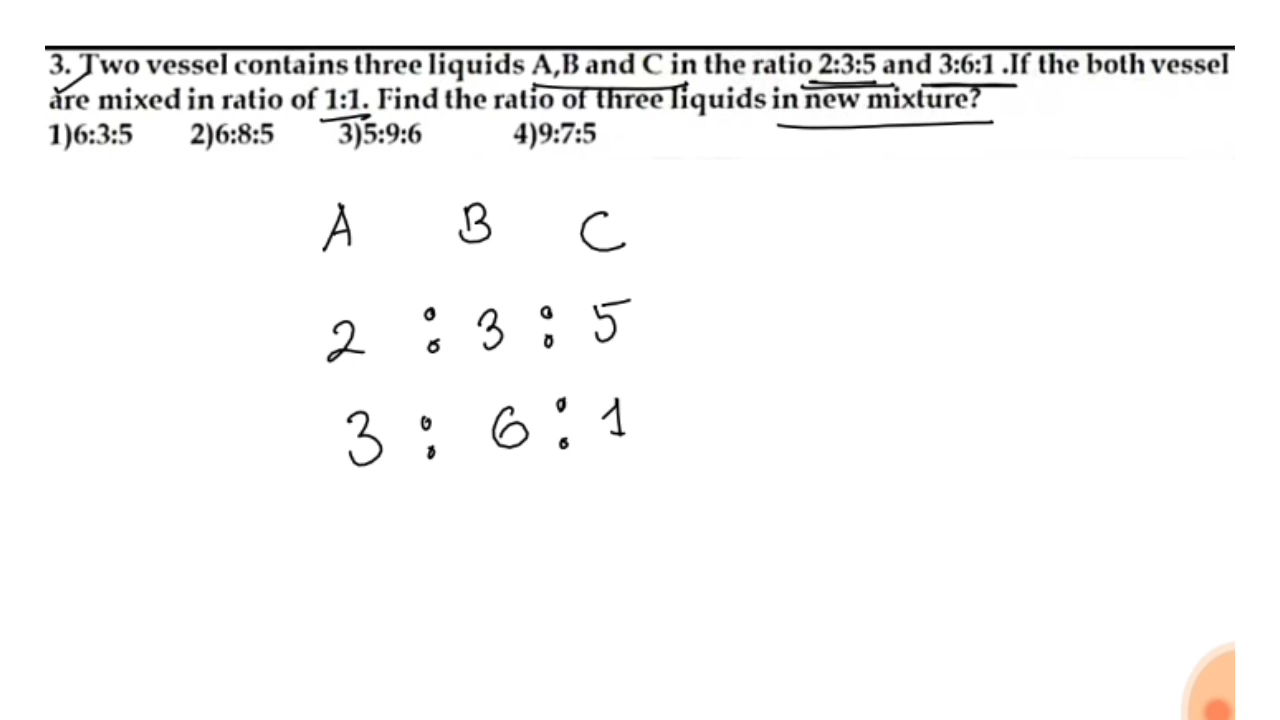 3. Two vessel contains three liquids A,B and C in the ratio 2:3:5 and 3:6:1 .If the both vessel
are mixed in ratio of 1:1. Find the ratio of three liquids in new mixture?
1)6:3:5 2)6:8:5 3)5:9:6 4)9:7:5
A B C
2 : 3 : 5
3 : 6 : 1